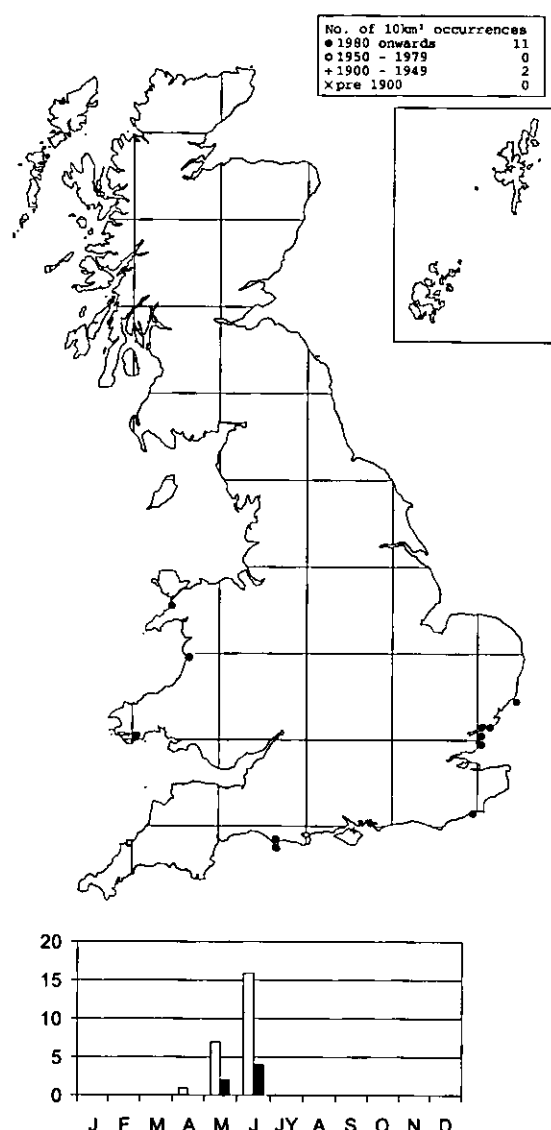 No. of 10km² occurrences
● 1980 onwards 11
o 1950 - 1979 0
+ 1900 - 1949 2
× pre 1900 0
20
15
10
5
0
J F M A M J JY A S O N D